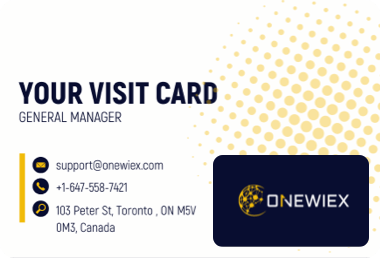 YOUR VISIT CARD
GENERAL MANAGER
support@onewiex.com
+1-647-558-7421
103 Peter St, Toronto , ON M5V
0M3, Canada
ONEWIEX